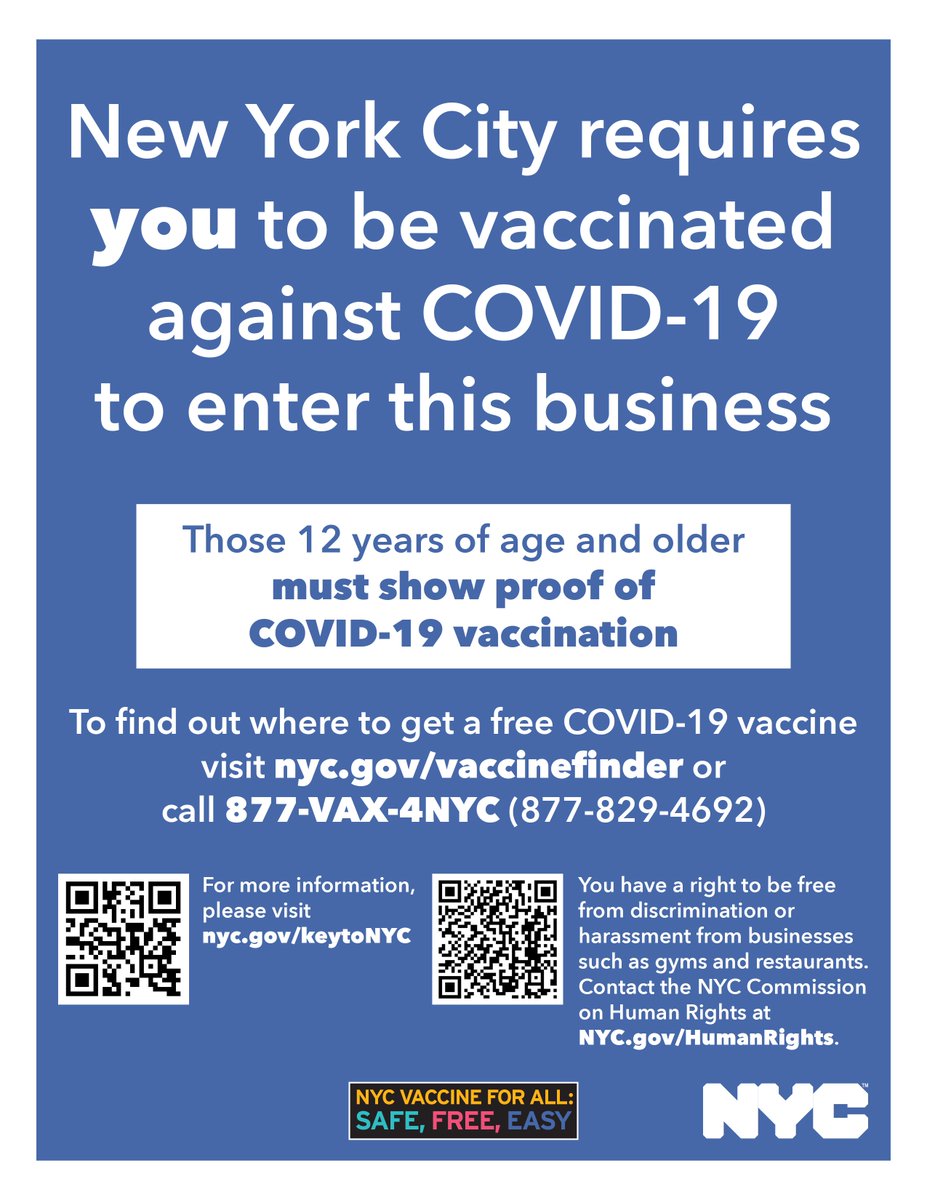 New York City requires
you to be vaccinated
against COVID-19
to enter this business
Those 12 years of age and older
must show proof of
COVID-19 vaccination
To find out where to get a free COVID-19 vaccine
visit nyc.gov/vaccinefinder or
call 877-VAX-4NYC (877-829-4692)
For more information,
please visit
nyc.gov/keytoNYC
You have a right to be free
from discrimination or
harassment from businesses
such as gyms and restaurants.
Contact the NYC Commission
on Human Rights at
NYC.gov/HumanRights.
NYC VACCINE FOR ALL:
SAFE, FREE, EASY
NYC™